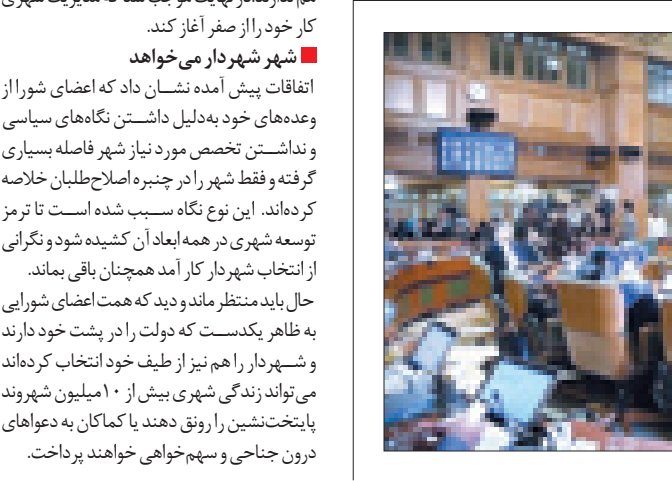 کار خود را از صفر آغاز کند.
شهر شهردار می‌خواهد
اتفاقات پیش آمده نشان داد که اعضای شورا از
وعده‌های خود به‌دلیل داشتن نگاه‌های سیاسی
و نداشتن تخصص مورد نیاز شهر فاصله بسیاری
گرفته و فقط شهر را در چنبره اصلاح‌طلبان خلاصه
کرده‌اند. این نوع نگاه سبب شده است تا ترمز
توسعه شهری در همه ابعاد آن کشیده شود و نگرانی
از انتخاب شهردار کار آمد همچنان باقی بماند.
حال باید منتظر ماند و دید که همت اعضای شورایی
به ظاهر یکدست که دولت را در پشت خود دارند
و شهردار را هم نیز از طیف خود انتخاب کرده‌اند
می‌تواند زندگی شهری بیش از ۱۰ میلیون شهروند
پایتخت‌نشین را رونق دهند یا کماکان به دعواهای
درون جناحی و سهم‌خواهی خواهند پرداخت.